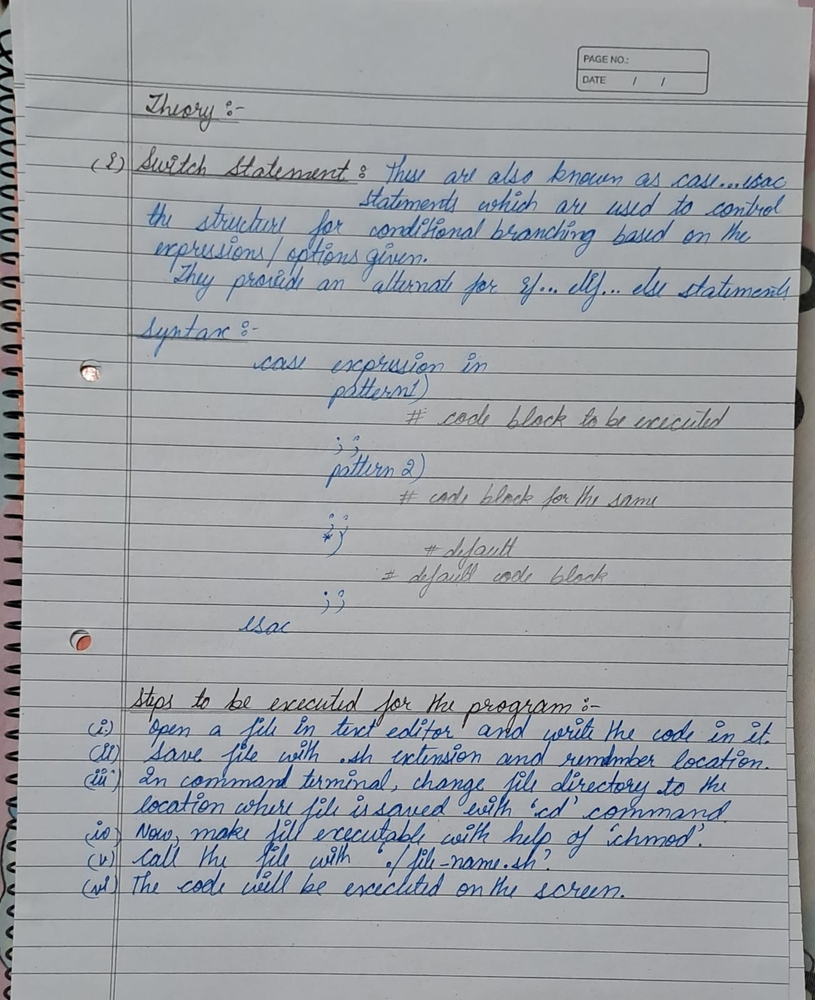 PAGE NO.:
DATE / /
Theory :-
(i) Switch Statement : These are also known as case...esac
statements which are used to control
the structure for conditional branching based on the
expressions/options given.
They provide an alternate for if... elif... else statements
Syntax :-
case expression in
pattern1)
# code block to be executed
;;
pattern 2)
# code block for the same
;;
*) # default
# default code block
;;
esac
Steps to be executed for the program :-
(i) Open a file in text editor and write the code in it.
(ii) Save file with .sh extension and remember location.
(iii) In command terminal, change file directory to the
location where file is saved with 'cd' command.
(iv) Now, make file executable with help of 'chmod'.
(v) Call the file with './file-name.sh'.
(vi) The code will be executed on the screen.